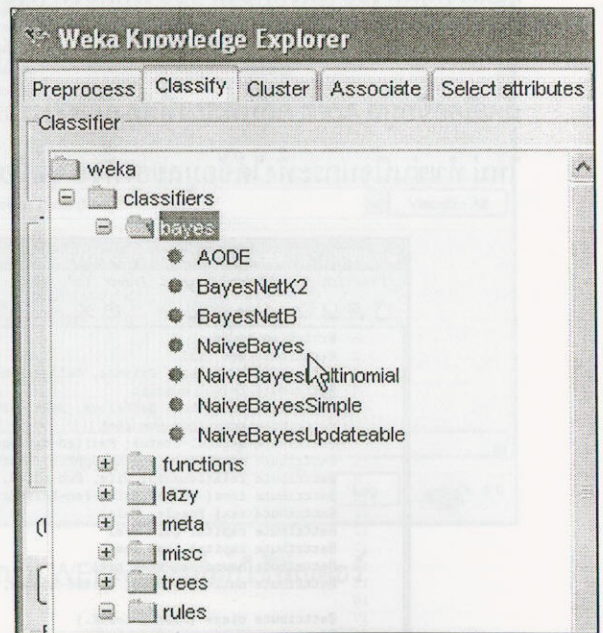 Weka Knowledge Explorer
Preprocess Classify Cluster Associate Select attributes
Classifier
weka
classifiers
bayes
AODE
BayesNetK2
BayesNetB
NaiveBayes
NaiveBayesMultinomial
NaiveBayesSimple
NaiveBayesUpdateable
functions
lazy
meta
misc
trees
rules